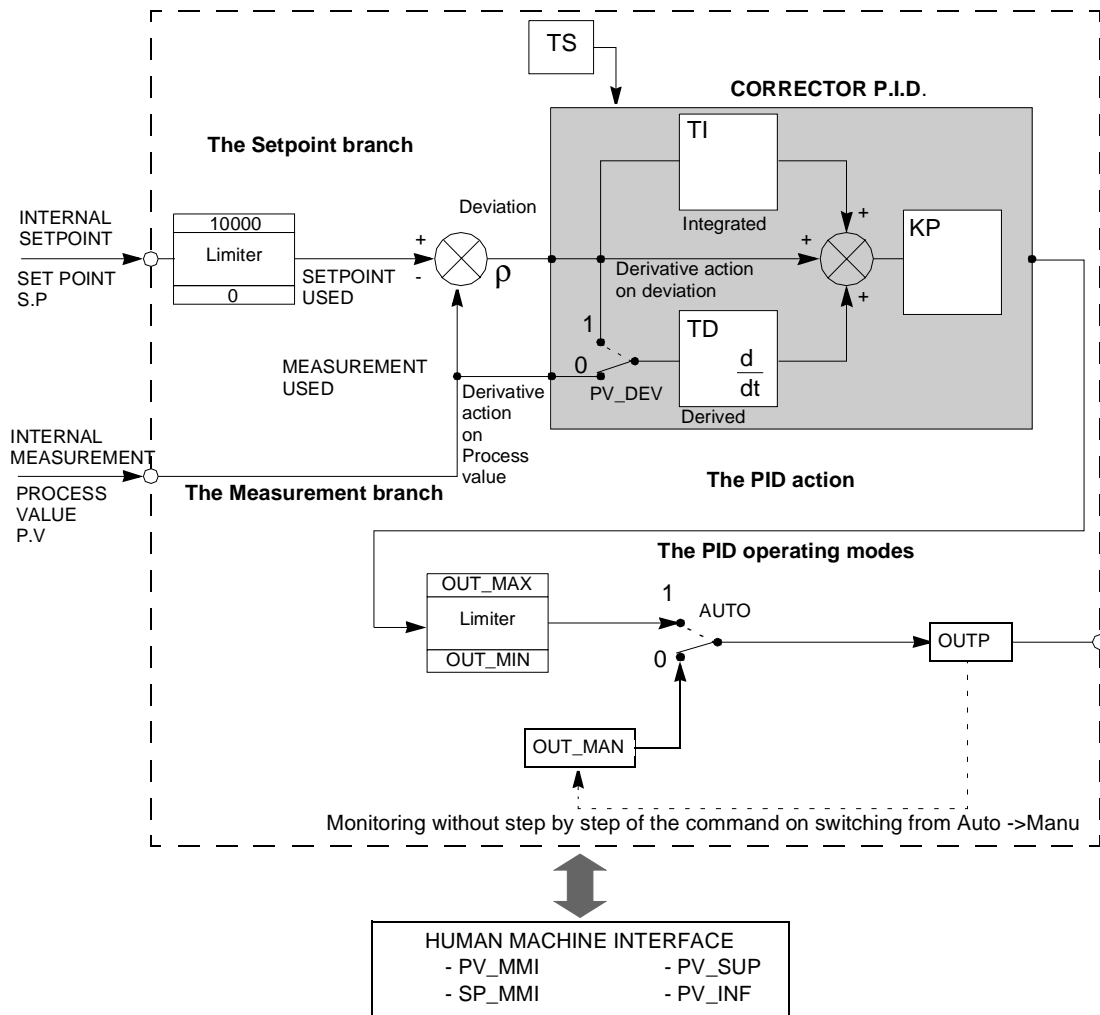 TS
CORRECTOR P.I.D.
The Setpoint branch
TI
Integrated
INTERNAL
SETPOINT
SET POINT
S.P
10000
Limiter
0
SETPOINT
USED
Deviation
+
-
ρ
+
+
+
KP
Derivative action
on deviation
1
0
PV_DEV
TD
d
dt
Derived
MEASUREMENT
USED
Derivative
action
on
Process
value
INTERNAL
MEASUREMENT
PROCESS
VALUE
P.V
The Measurement branch
The PID action
The PID operating modes
OUT_MAX
Limiter
OUT_MIN
1
AUTO
0
OUTP
OUT_MAN
Monitoring without step by step of the command on switching from Auto ->Manu
HUMAN MACHINE INTERFACE
- PV_MMI - PV_SUP
- SP_MMI - PV_INF